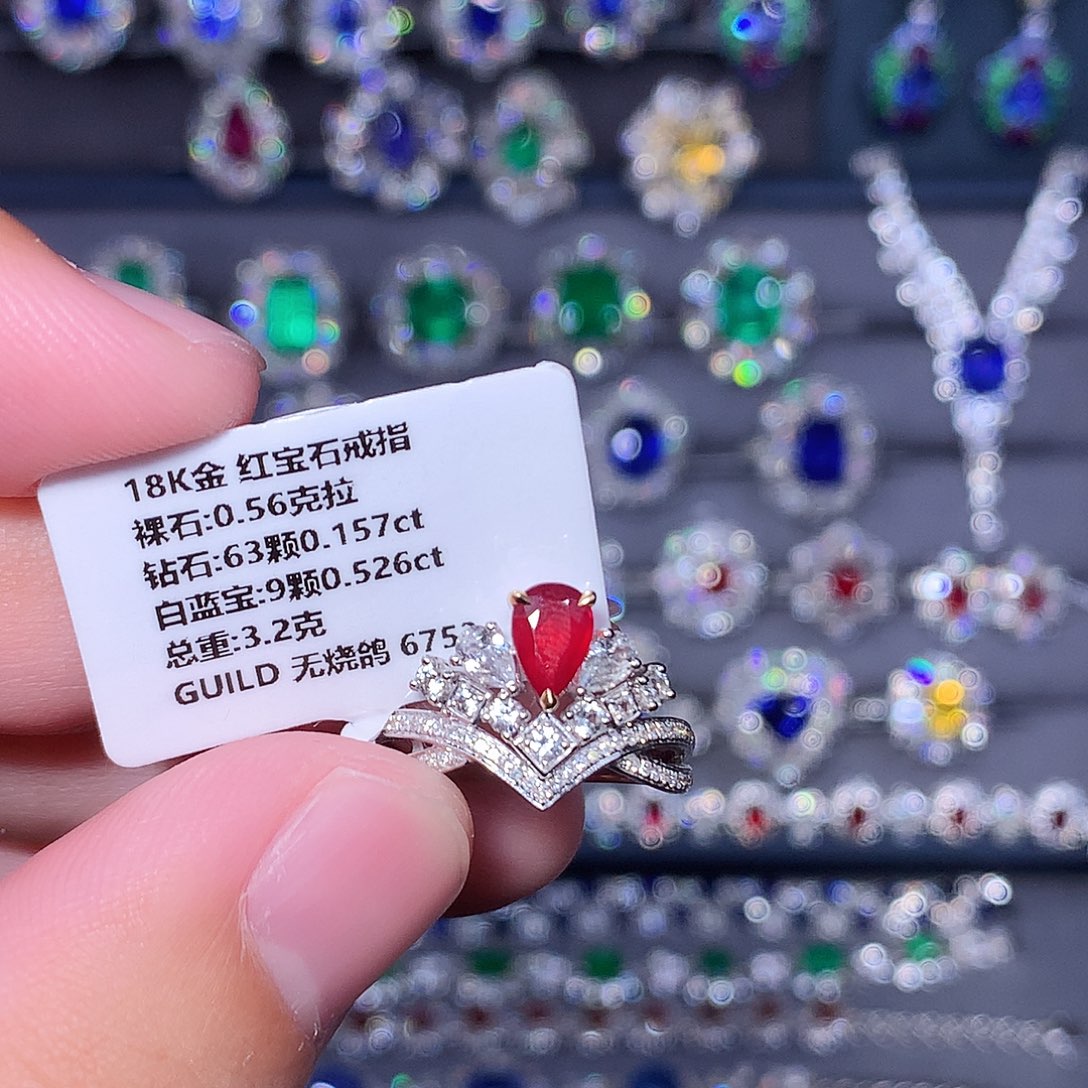 18K金 红宝石戒指
裸石:0.56克拉
钻石:63颗0.157ct
白蓝宝:9颗0.526ct
总重:3.2克
GUILD 无烧鸽 675